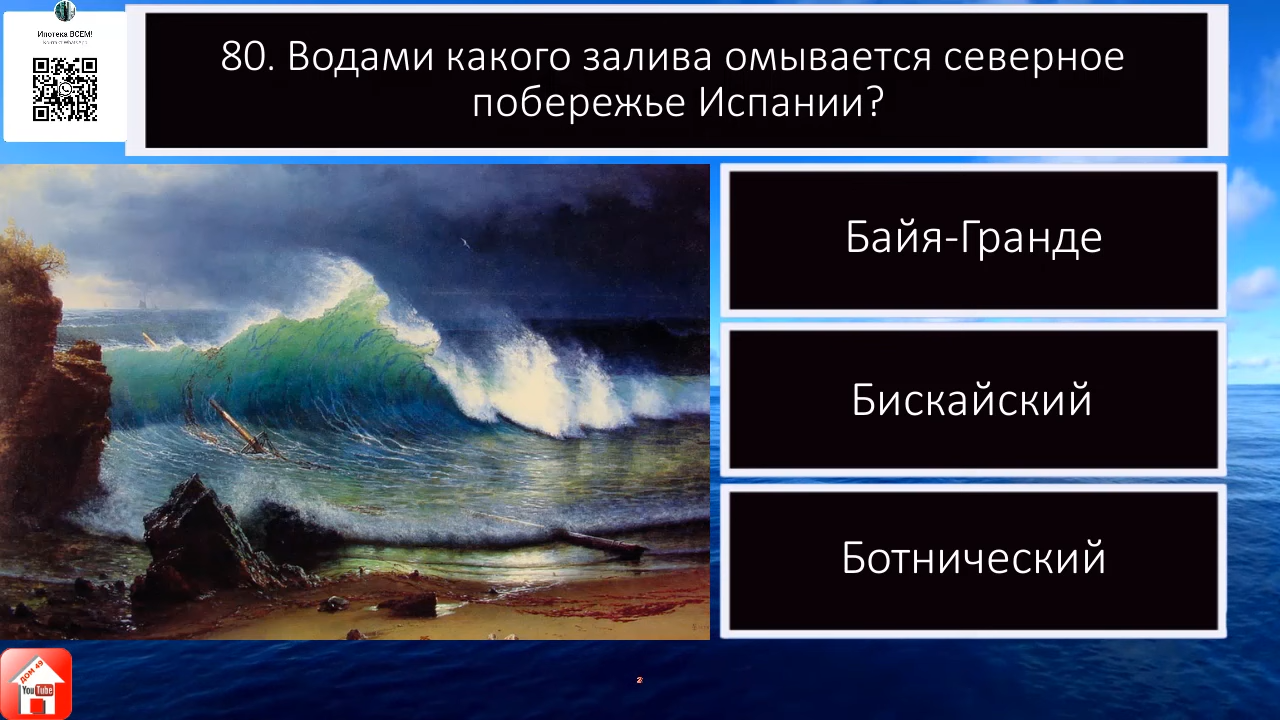 Ипотека ВСЕМ!
80. Водами какого залива омывается северное
побережье Испании?
Байя-Гранде
Бискайский
Ботнический
ДОМ 49
YouTube